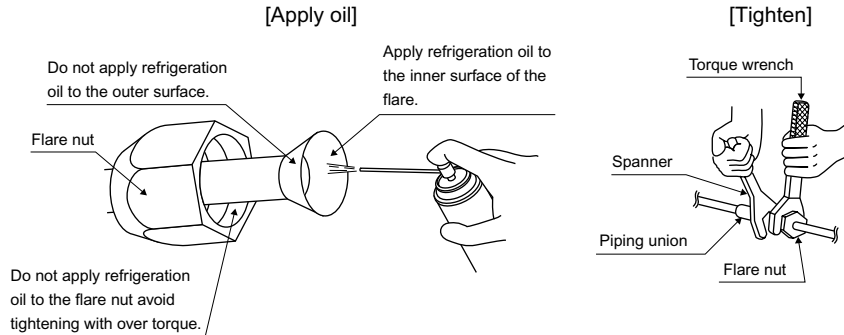 [Apply oil]
Do not apply refrigeration
oil to the outer surface.
Apply refrigeration oil to
the inner surface of the
flare.
Flare nut
Do not apply refrigeration
oil to the flare nut avoid
tightening with over torque.
[Tighten]
Torque wrench
Spanner
Piping union
Flare nut